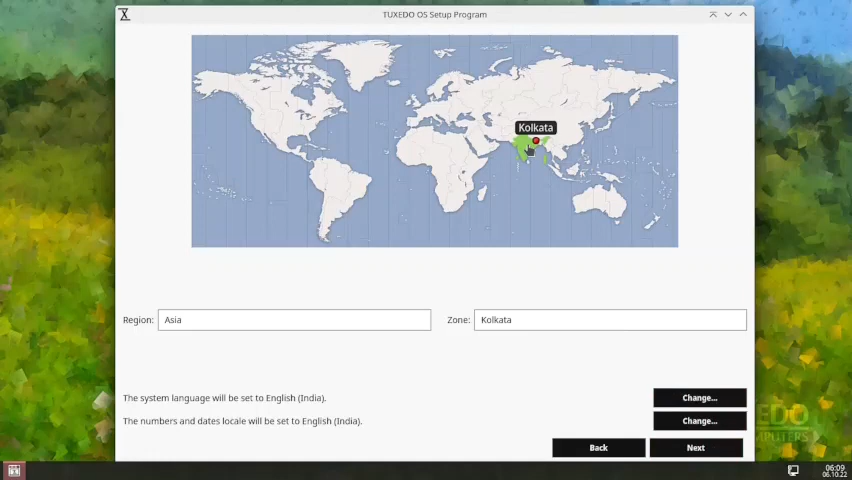 TUXEDO OS Setup Program
Kolkata
Region: Asia Zone: Kolkata
The system language will be set to English (India). Change...
The numbers and dates locale will be set to English (India). Change...
Back Next
06:09
06.10.22